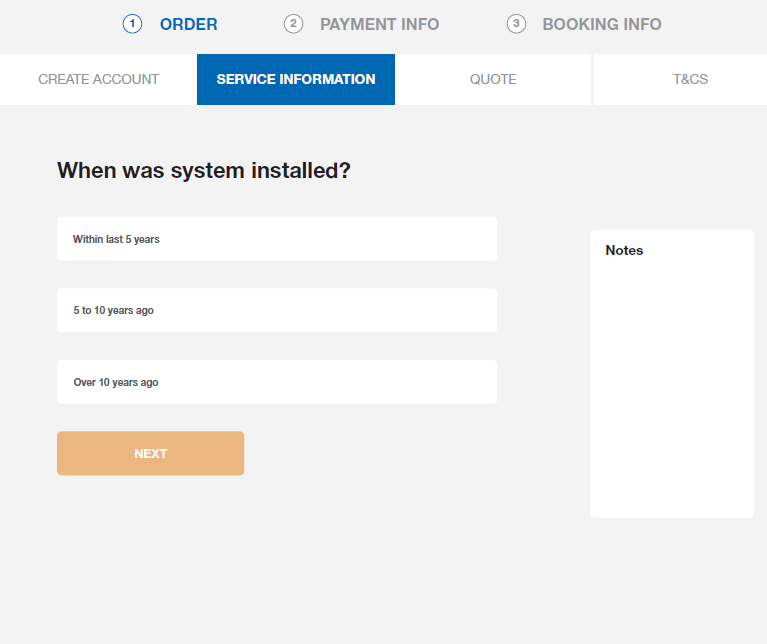 1 ORDER 2 PAYMENT INFO 3 BOOKING INFO
CREATE ACCOUNT SERVICE INFORMATION QUOTE T&CS
When was system installed?
Within last 5 years
Notes
5 to 10 years ago
Over 10 years ago
NEXT